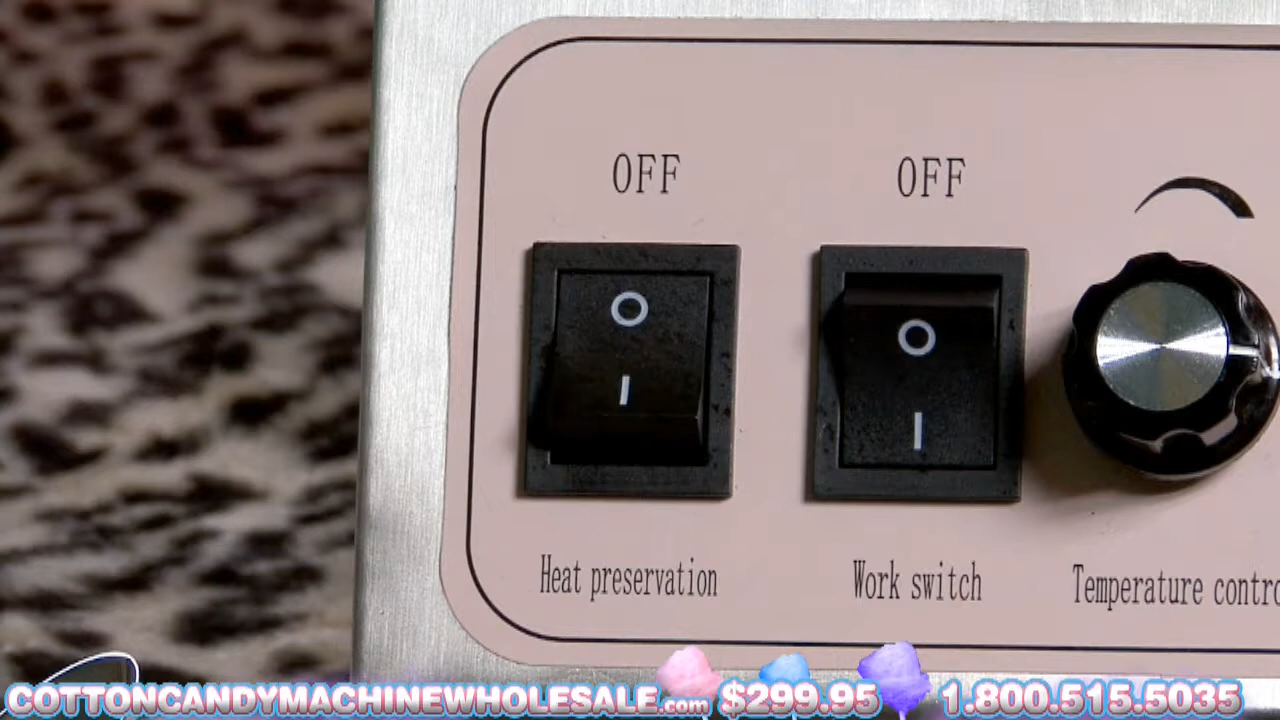 OFF OFF
O O
I I
Heat preservation Work switch Temperature contro
COTTONCANDYMACHINEWHOLESALE.com $299.95 1.800.515.5035